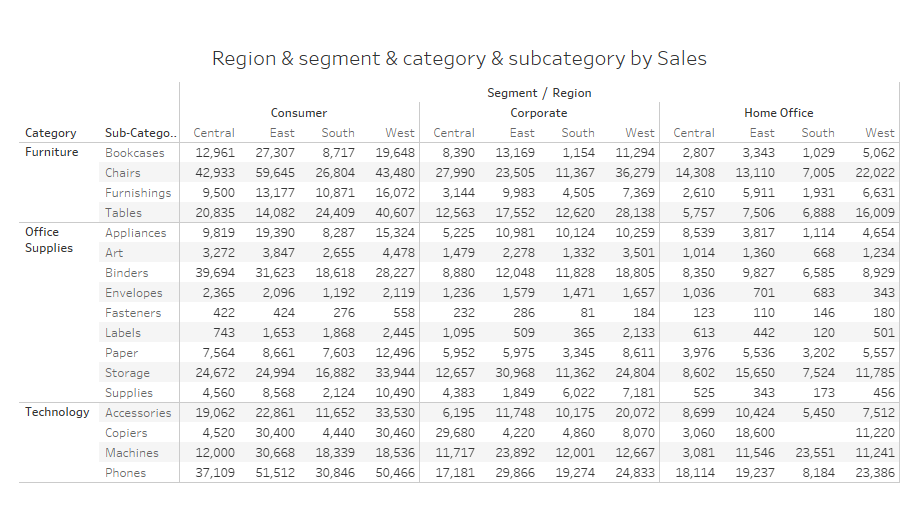 Region & segment & category & subcategory by Sales
Segment / Region
Consumer Corporate Home Office
Category Sub-Catego.. Central East South West Central East South West Central East South West
Furniture Bookcases 12,961 27,307 8,717 19,648 8,390 13,169 1,154 11,294 2,807 3,343 1,029 5,062
Chairs 42,933 59,645 26,804 43,480 27,990 23,505 11,367 36,279 14,308 13,110 7,005 22,022
Furnishings 9,500 13,177 10,871 16,072 3,144 9,983 4,505 7,369 2,610 5,911 1,931 6,631
Tables 20,835 14,082 24,409 40,607 12,563 17,552 12,620 28,138 5,757 7,506 6,888 16,009
Office Appliances 9,819 19,390 8,287 15,324 5,225 10,981 10,124 10,259 8,539 3,817 1,114 4,654
Supplies Art 3,272 3,847 2,655 4,478 1,479 2,278 1,332 3,501 1,014 1,360 668 1,234
Binders 39,694 31,623 18,618 28,227 8,880 12,048 11,828 18,805 8,350 9,827 6,585 8,929
Envelopes 2,365 2,096 1,192 2,119 1,236 1,579 1,471 1,657 1,036 701 683 343
Fasteners 422 424 276 558 232 286 81 184 123 110 146 180
Labels 743 1,653 1,868 2,445 1,095 509 365 2,133 613 442 120 501
Paper 7,564 8,661 7,603 12,496 5,952 5,975 3,345 8,611 3,976 5,536 3,202 5,557
Storage 24,672 24,994 16,882 33,944 12,657 30,968 11,362 24,804 8,602 15,650 7,524 11,785
Supplies 4,560 8,568 2,124 10,490 4,383 1,849 6,022 7,181 525 343 173 456
Technology Accessories 19,062 22,861 11,652 33,530 6,195 11,748 10,175 20,072 8,699 10,424 5,450 7,512
Copiers 4,520 30,400 4,440 30,460 29,680 4,220 4,860 8,070 3,060 18,600 11,220
Machines 12,000 30,668 18,339 18,536 11,717 23,892 12,001 12,667 3,081 11,546 23,551 11,241
Phones 37,109 51,512 30,846 50,466 17,181 29,866 19,274 24,833 18,114 19,237 8,184 23,386